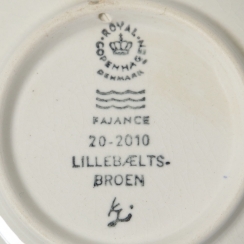 ROYAL
COPENHAGEN
DENMARK
FAJANCE
20-2010
LILLEBÆLTS-
BROEN